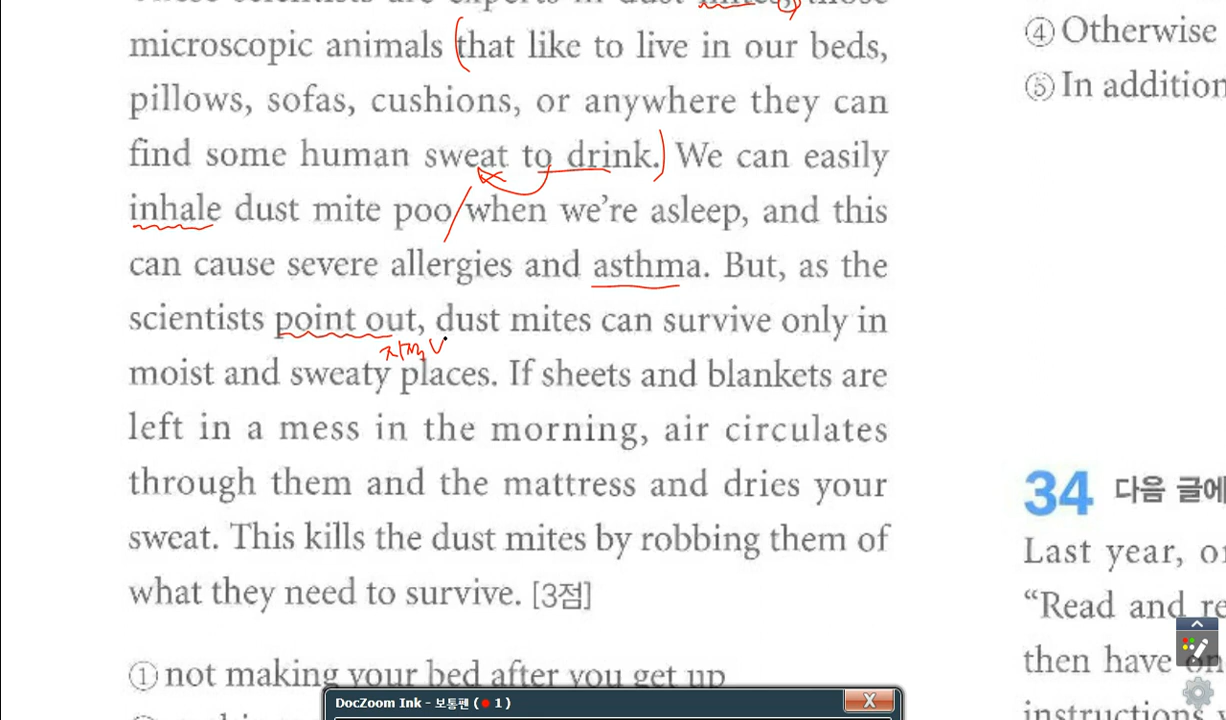 microscopic animals (that like to live in our beds,
pillows, sofas, cushions, or anywhere they can
find some human sweat to drink.) We can easily
inhale dust mite poo / when we're asleep, and this
can cause severe allergies and asthma. But, as the
scientists point out, dust mites can survive only in
moist and sweaty places. If sheets and blankets are
left in a mess in the morning, air circulates
through them and the mattress and dries your
sweat. This kills the dust mites by robbing them of
what they need to survive. [3점]
① not making your bed after you get up
④ Otherwise
⑤ In addition
34 다음 글에
Last year, or
"Read and re
then have on
instructions
DocZoom Ink - 보통펜 ( 1 )
X